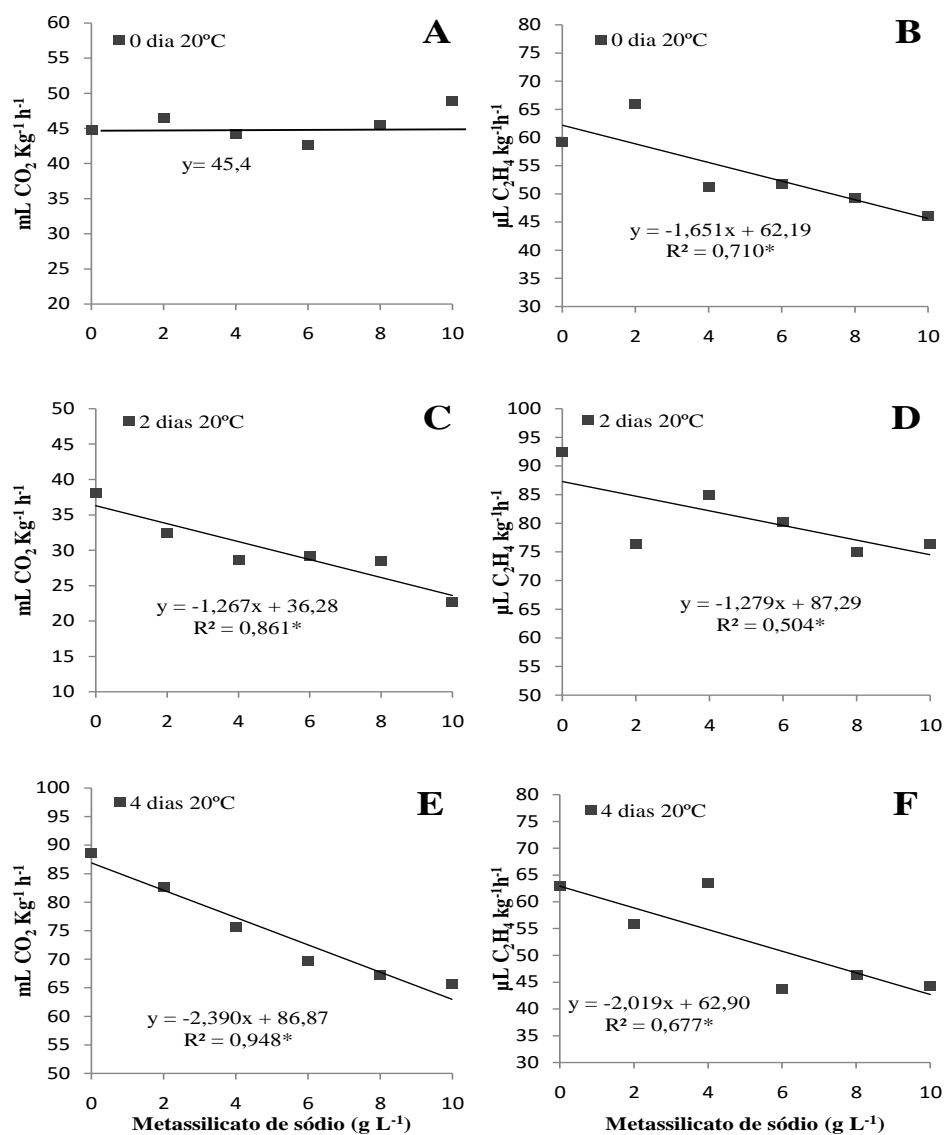 A
0 dia 20ºC
mL CO₂ Kg⁻¹ h⁻¹
60
55
50
45
40
35
30
25
20
y= 45,4
0 2 4 6 8 10
B
0 dia 20ºC
µL C₂H₄ kg⁻¹h⁻¹
80
75
70
65
60
55
50
45
40
35
30
y = -1,651x + 62,19
R² = 0,710*
0 2 4 6 8 10
C
2 dias 20ºC
mL CO₂ Kg⁻¹ h⁻¹
50
45
40
35
30
25
20
15
10
y = -1,267x + 36,28
R² = 0,861*
0 2 4 6 8 10
D
2 dias 20ºC
µL C₂H₄ kg⁻¹h⁻¹
100
95
90
85
80
75
70
65
60
55
50
y = -1,279x + 87,29
R² = 0,504*
0 2 4 6 8 10
E
4 dias 20ºC
mL CO₂ Kg⁻¹ h⁻¹
100
95
90
85
80
75
70
65
60
55
50
y = -2,390x + 86,87
R² = 0,948*
0 2 4 6 8 10
Metassilicato de sódio (g L⁻¹)
F
4 dias 20ºC
µL C₂H₄ kg⁻¹h⁻¹
80
75
70
65
60
55
50
45
40
35
30
y = -2,019x + 62,90
R² = 0,677*
0 2 4 6 8 10
Metassilicato de sódio (g L⁻¹)